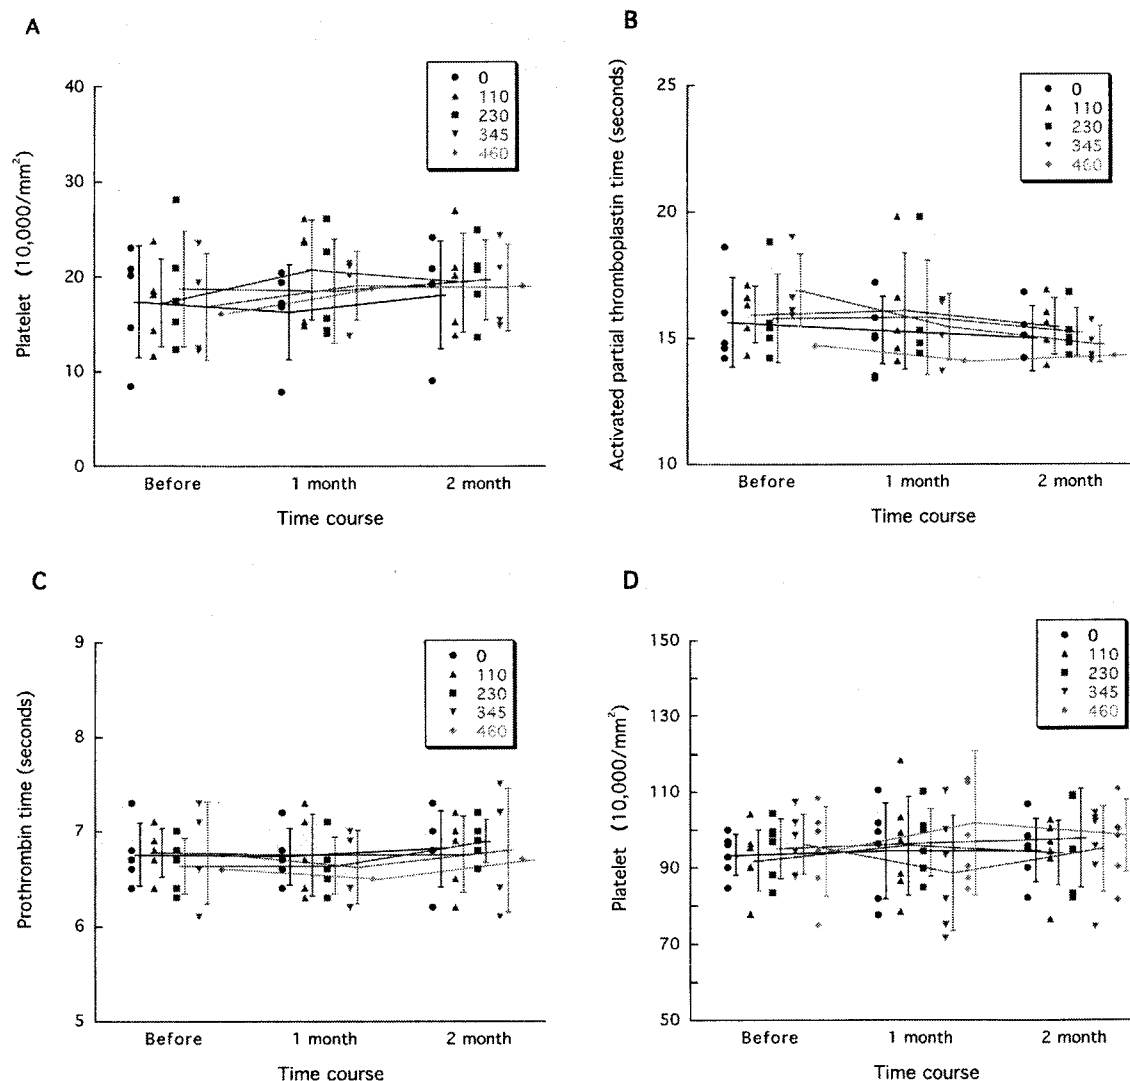 A
Platelet (10,000/mm²)
40
30
20
10
0
0
110
230
345
460
Before
1 month
2 month
Time course
B
Activated partial thromboplastin time (seconds)
25
20
15
10
0
110
230
345
460
Before
1 month
2 month
Time course
C
Prothrombin time (seconds)
9
8
7
6
5
0
110
230
345
460
Before
1 month
2 month
Time course
D
Platelet (10,000/mm²)
150
130
110
90
70
50
0
110
230
345
460
Before
1 month
2 month
Time course